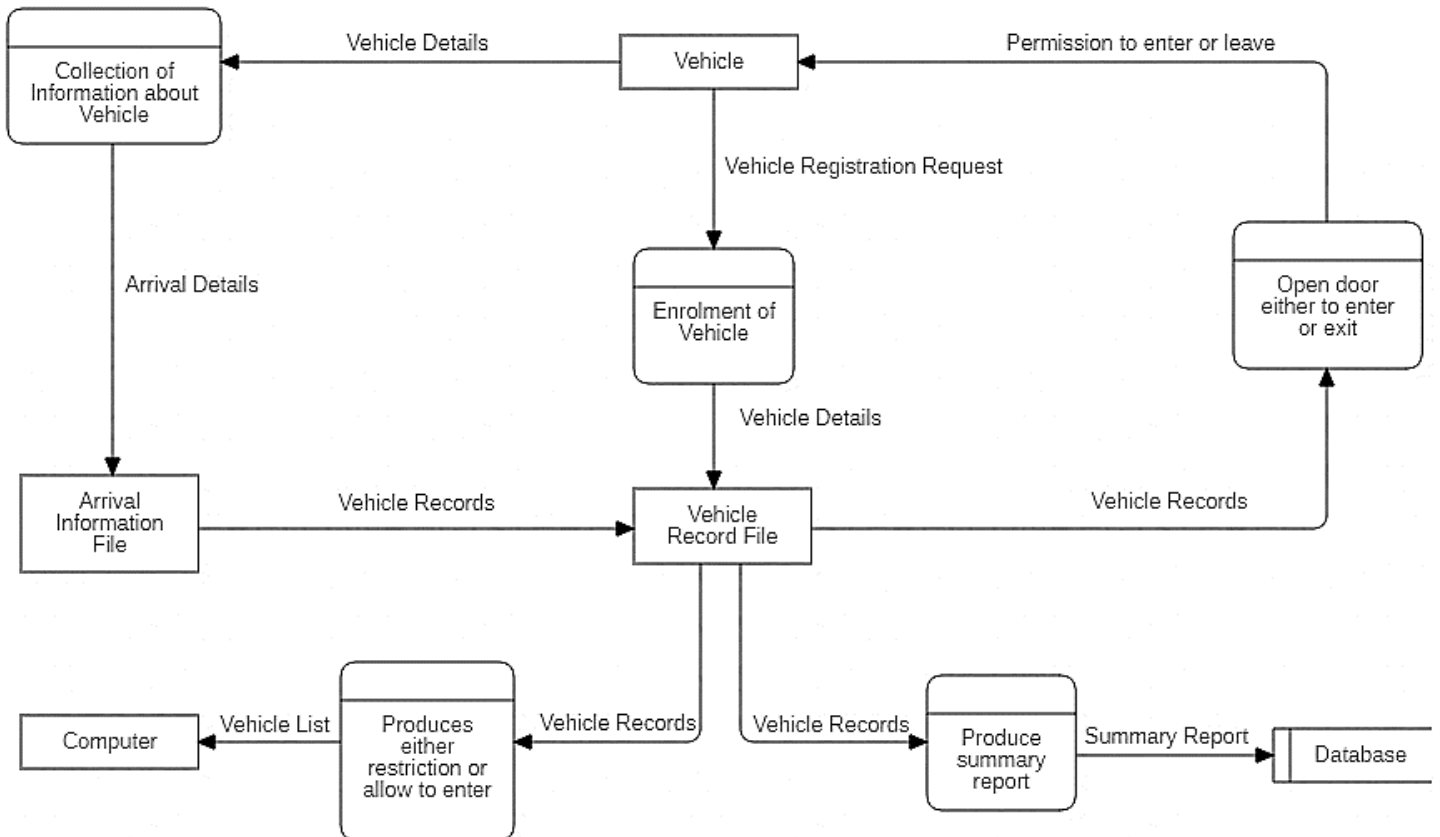 Vehicle Details
Vehicle
Permission to enter or leave
Collection of
Information about
Vehicle
Vehicle Registration Request
Arrival Details
Enrolment of
Vehicle
Open door
either to enter
or exit
Vehicle Details
Arrival
Information
File
Vehicle Records
Vehicle
Record File
Vehicle Records
Computer
Vehicle List
Produces
either
restriction or
allow to enter
Vehicle Records
Vehicle Records
Produce
summary
report
Summary Report
Database